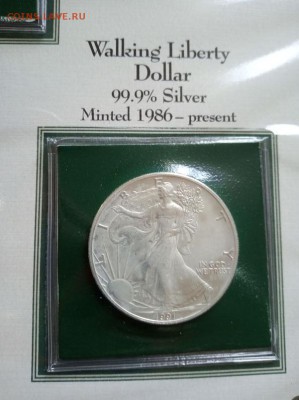 Walking Liberty
Dollar
99.9% Silver
Minted 1986 – present
LIBERTY
IN GOD
WE TRUST